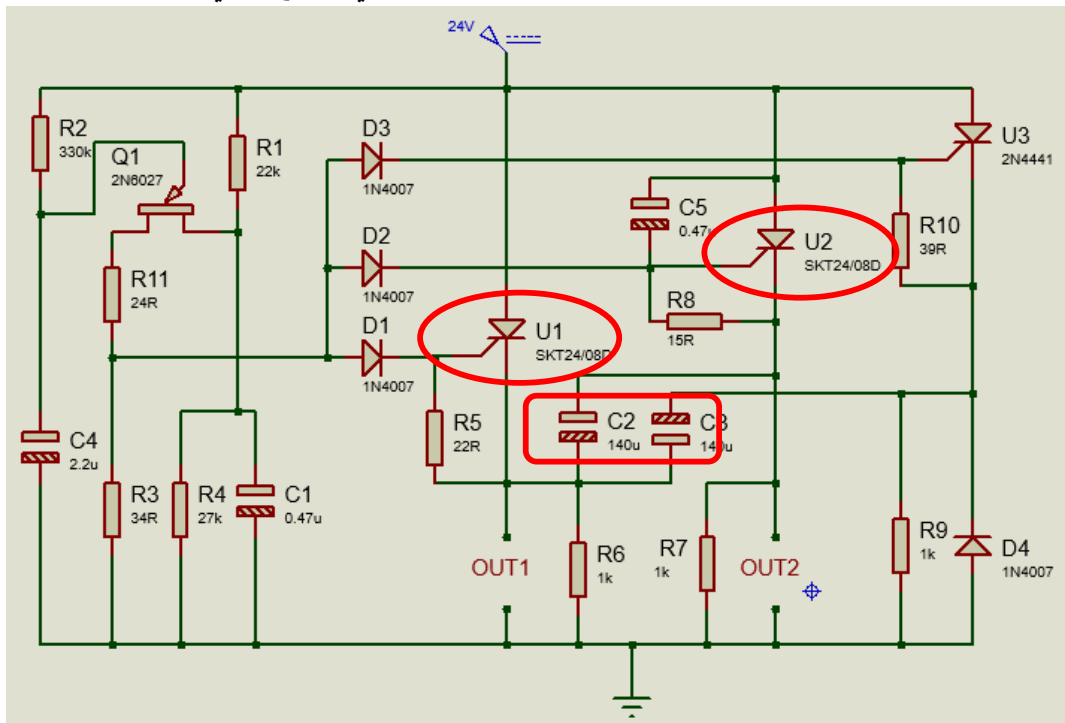 24V
R2
330k
Q1
2N6027
R1
22k
D3
1N4007
U3
2N4441
C5
0.47u
U2
SKT24/08D
R10
39R
D2
1N4007
R11
24R
R8
15R
D1
1N4007
U1
SKT24/08D
R5
22R
C2
140u
C3
140u
C4
2.2u
R3
34R
R4
27k
C1
0.47u
OUT1
R6
1k
R7
1k
OUT2
R9
1k
D4
1N4007